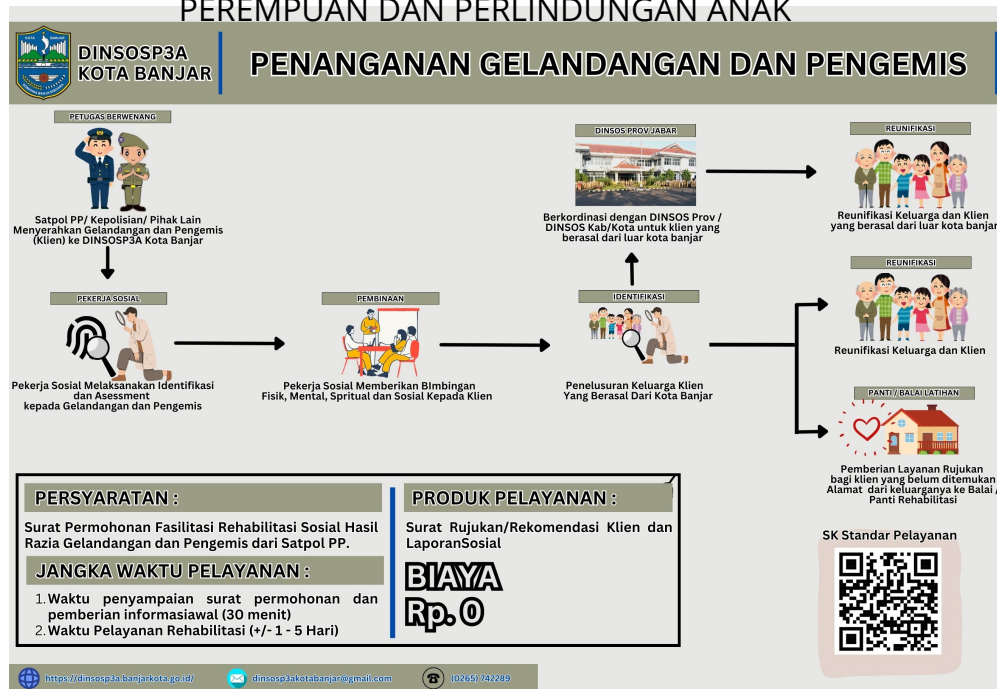 PEREMPUAN DAN PERLINDUNGAN ANAK
DINSOSP3A
KOTA BANJAR
PENANGANAN GELANDANGAN DAN PENGEMIS
PETUGAS BERWENANG
Satpol PP/ Kepolisian/ Pihak Lain
Menyerahkan Gelandangan dan Pengemis
(Klien) ke DINSOSP3A Kota Banjar
DINSOS PROV JABAR
Berkordinasi dengan DINSOS Prov /
DINSOS Kab/Kota untuk klien yang
berasal dari luar kota banjar
REUNIFIKASI
Reunifikasi Keluarga dan Klien
yang berasal dari luar kota banjar
PEKERJA SOSIAL
Pekerja Sosial Melaksanakan Identifikasi
dan Asessment
kepada Gelandangan dan Pengemis
PEMBINAAN
Pekerja Sosial Memberikan BImbingan
Fisik, Mental, Spritual dan Sosial Kepada Klien
IDENTIFIKASI
Penelusuran Keluarga Klien
Yang Berasal Dari Kota Banjar
REUNIFIKASI
Reunifikasi Keluarga dan Klien
PANTI / BALAI LATIHAN
Pemberian Layanan Rujukan
bagi klien yang belum ditemukan
Alamat dari keluarganya ke Balai /
Panti Rehabilitasi
PERSYARATAN :
Surat Permohonan Fasilitasi Rehabilitasi Sosial Hasil
Razia Gelandangan dan Pengemis dari Satpol PP.
JANGKA WAKTU PELAYANAN :
1. Waktu penyampaian surat permohonan dan
pemberian informasiawal (30 menit)
2. Waktu Pelayanan Rehabilitasi (+/- 1 - 5 Hari)
PRODUK PELAYANAN :
Surat Rujukan/Rekomendasi Klien dan
LaporanSosial
BIAYA
Rp. 0
SK Standar Pelayanan
https://dinsosp3a.banjarkota.go.id/
dinsosp3akotabanjar@gmail.com
(0265) 742289